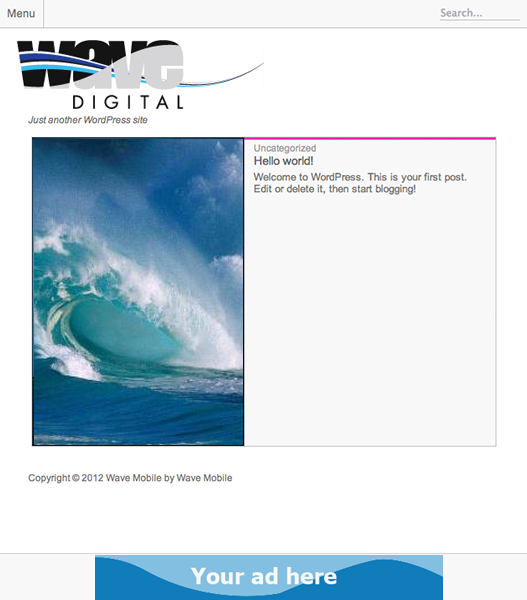 Menu
Search...
wave
DIGITAL
Just another WordPress site
Uncategorized
Hello world!
Welcome to WordPress. This is your first post.
Edit or delete it, then start blogging!
Copyright © 2012 Wave Mobile by Wave Mobile
Your ad here